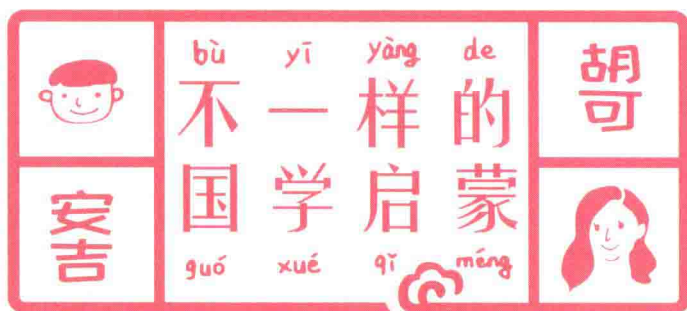 bù yī yàng de
不一样的
国学启蒙
guó xué qǐ méng
胡可
安吉